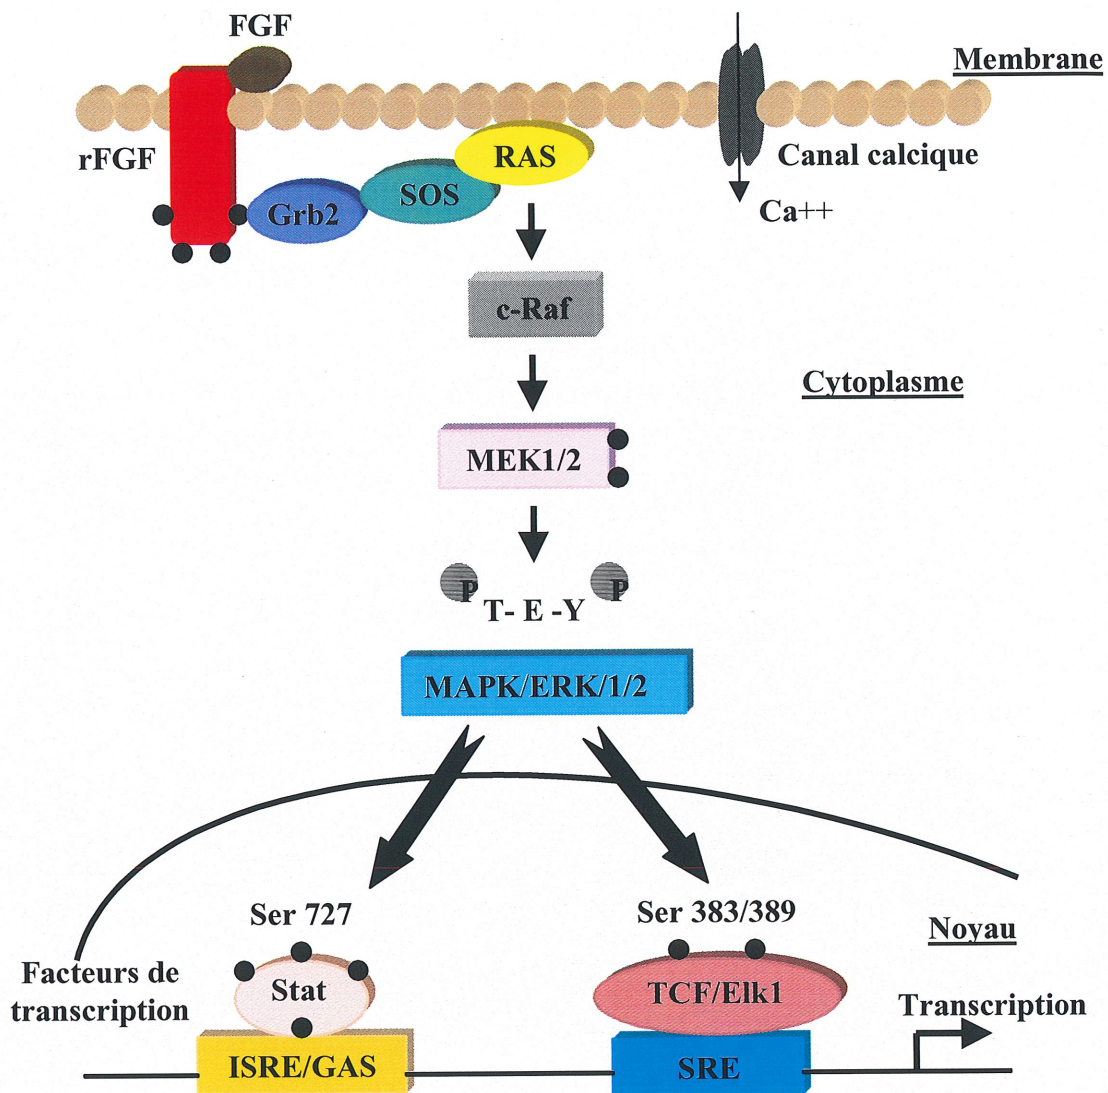 FGF
Membrane
rFGF
RAS
Canal calcique
SOS
Grb2
Ca++
c-Raf
Cytoplasme
MEK1/2
P
P
T- E -Y
MAPK/ERK/1/2
Ser 727
Ser 383/389
Noyau
Facteurs de
transcription
Stat
TCF/Elk1
Transcription
ISRE/GAS
SRE